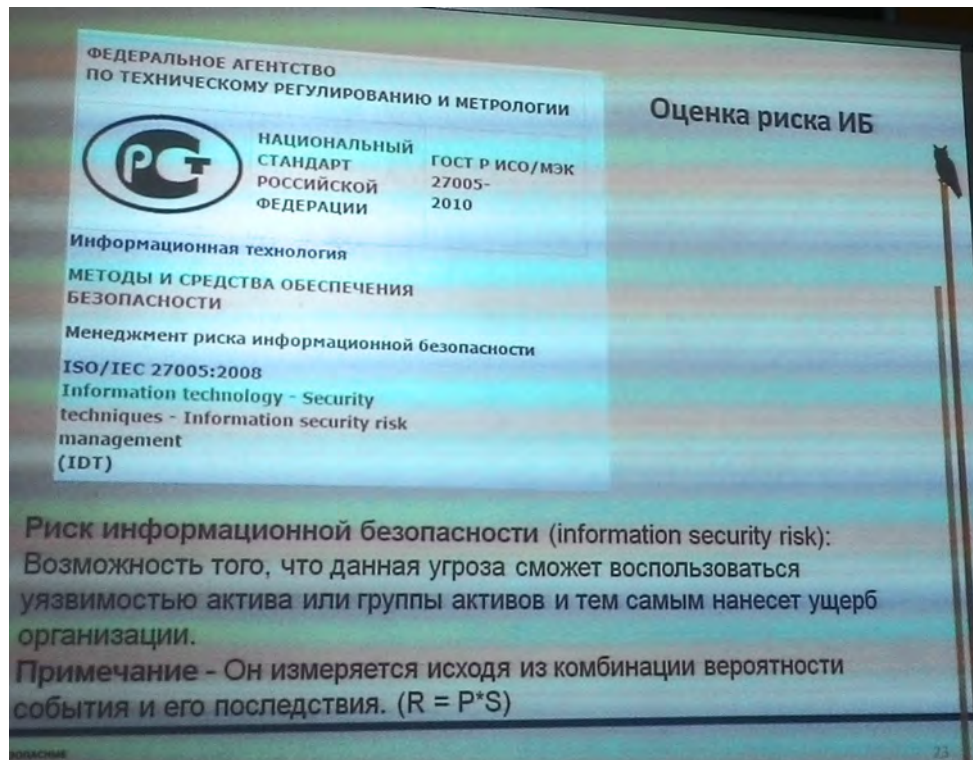 ФЕДЕРАЛЬНОЕ АГЕНТСТВО
ПО ТЕХНИЧЕСКОМУ РЕГУЛИРОВАНИЮ И МЕТРОЛОГИИ
Оценка риска ИБ
РСТ
НАЦИОНАЛЬНЫЙ
СТАНДАРТ
РОССИЙСКОЙ
ФЕДЕРАЦИИ
ГОСТ Р ИСО/МЭК
27005-
2010
Информационная технология
МЕТОДЫ И СРЕДСТВА ОБЕСПЕЧЕНИЯ
БЕЗОПАСНОСТИ
Менеджмент риска информационной безопасности
ISO/IEC 27005:2008
Information technology - Security
techniques - Information security risk
management
(IDT)
Риск информационной безопасности (information security risk):
Возможность того, что данная угроза сможет воспользоваться
уязвимостью актива или группы активов и тем самым нанесет ущерб
организации.
Примечание - Он измеряется исходя из комбинации вероятности
события и его последствия. (R = P*S)
23